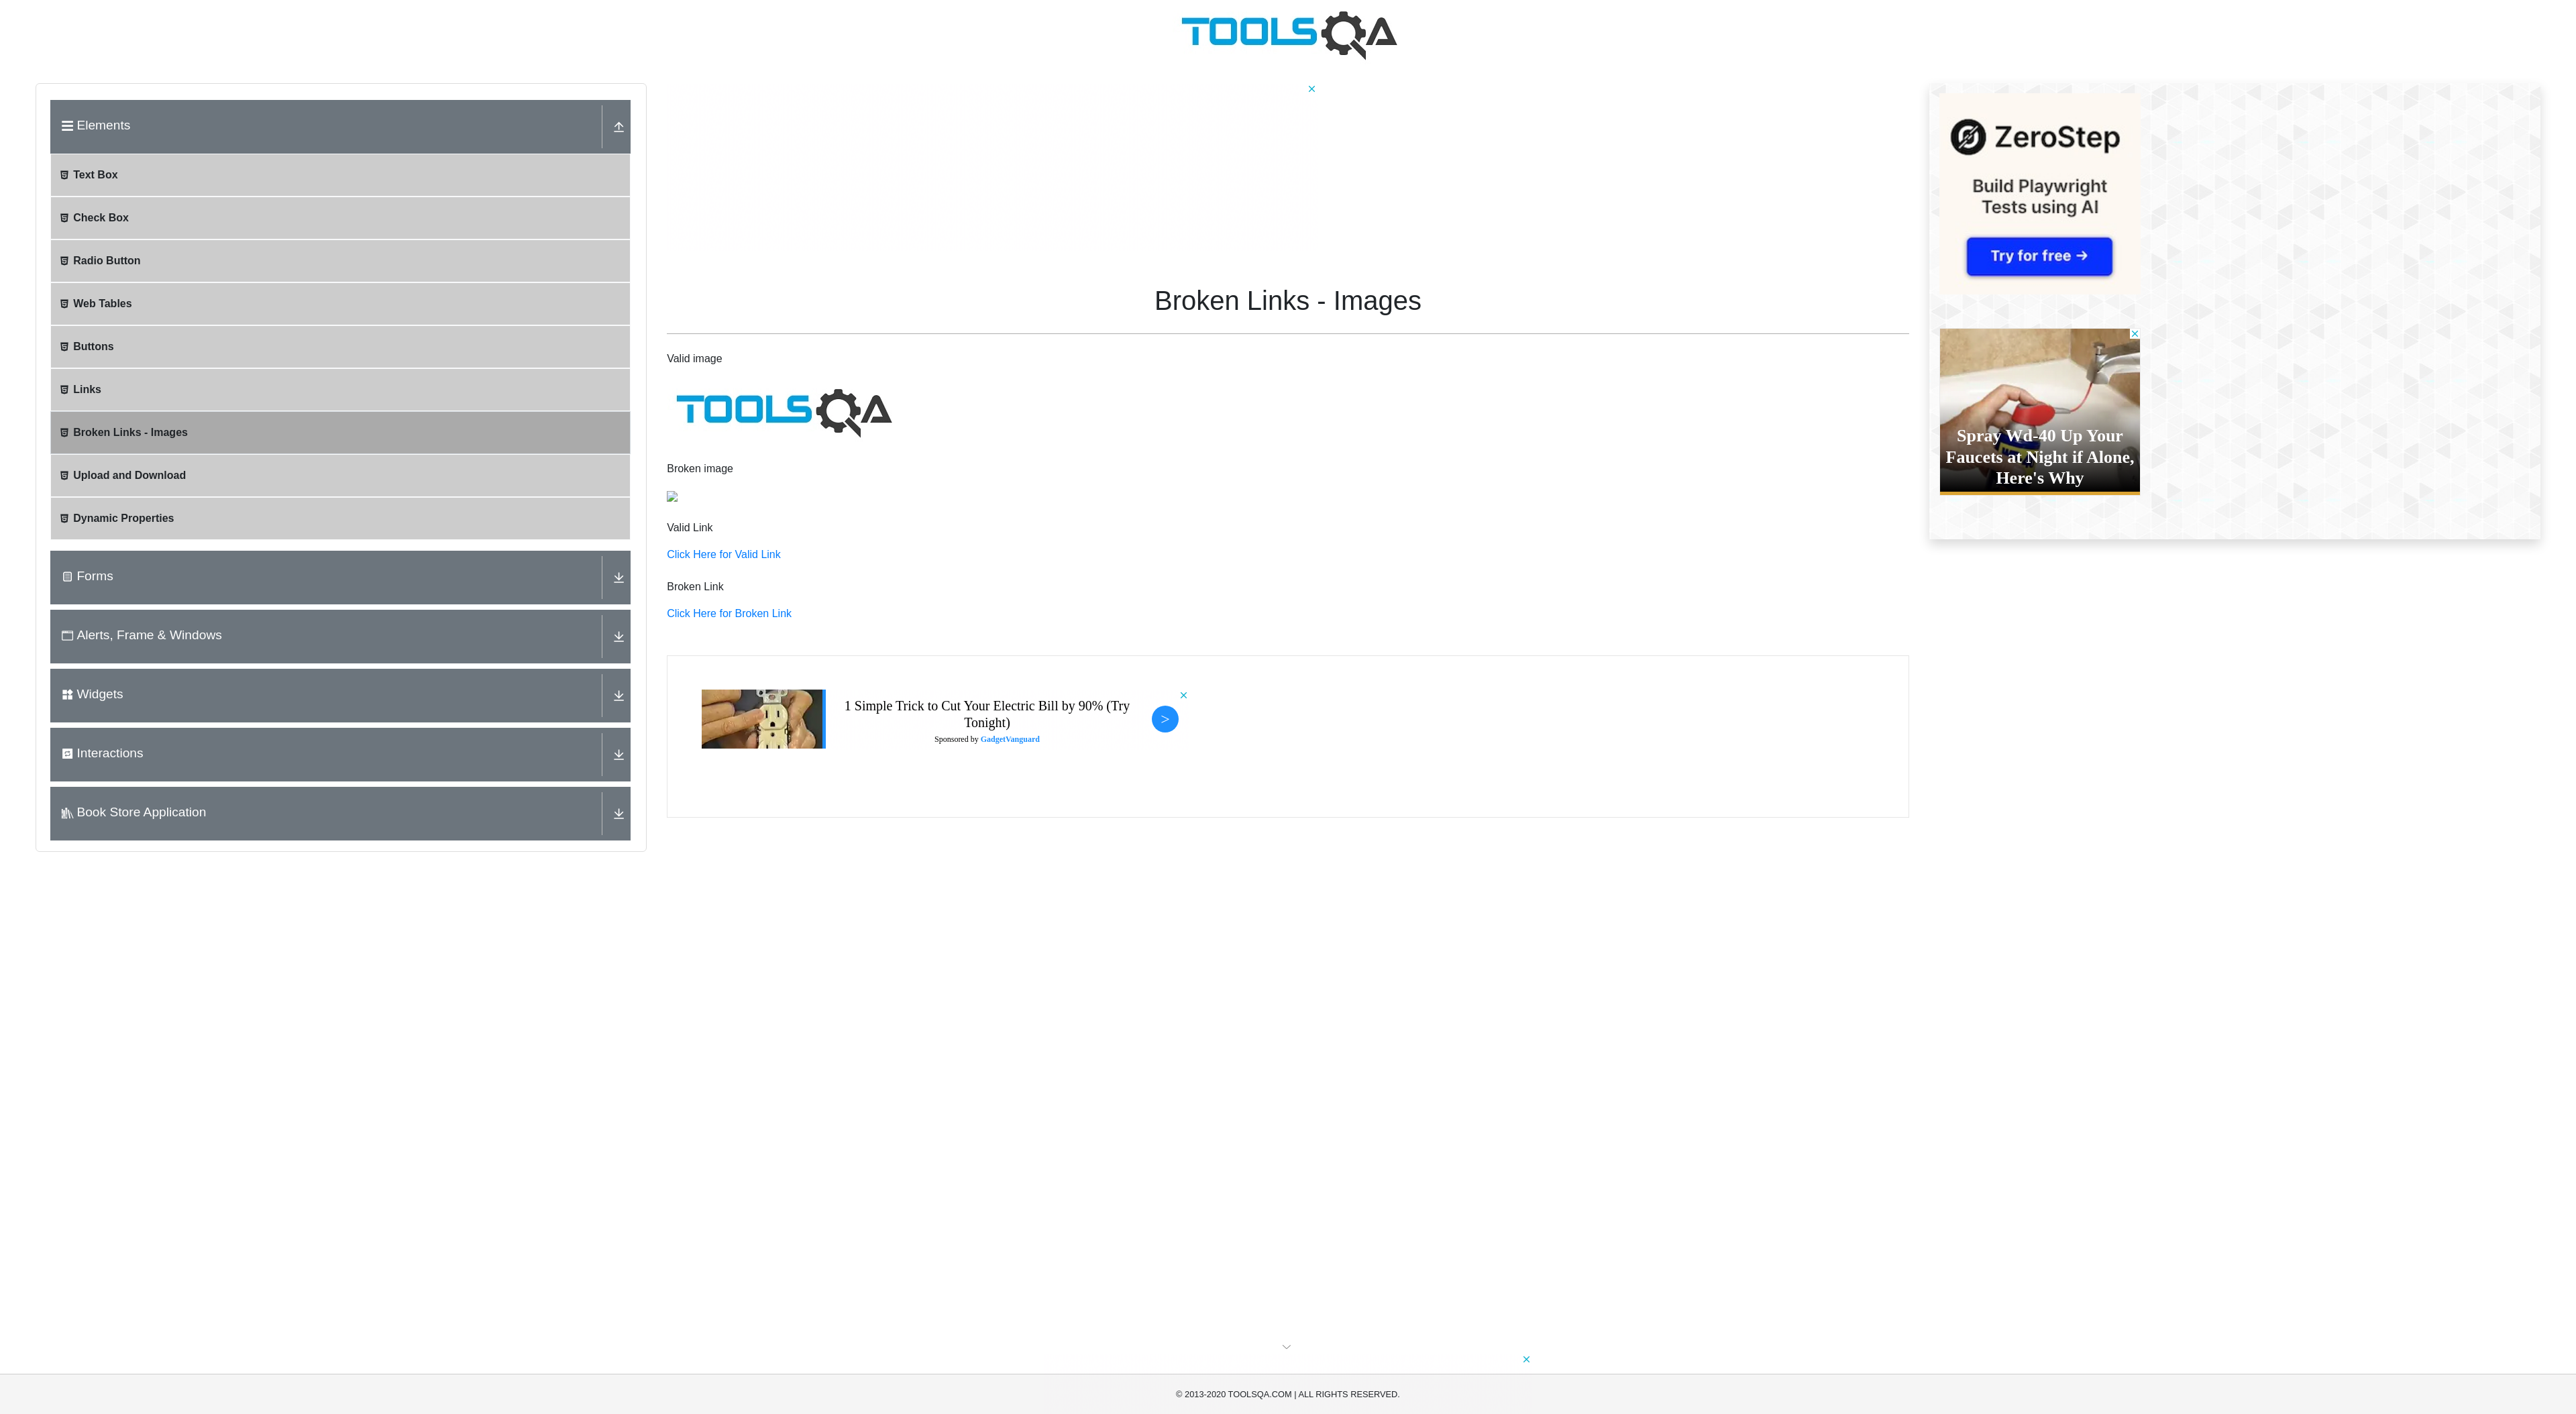 TOOLSQA
Elements
Text Box
Check Box
Radio Button
Web Tables
Buttons
Links
Broken Links - Images
Upload and Download
Dynamic Properties
Forms
Alerts, Frame & Windows
Widgets
Interactions
Book Store Application
Broken Links - Images
Valid image
TOOLSQA
Broken image
Valid Link
Click Here for Valid Link
Broken Link
Click Here for Broken Link
1 Simple Trick to Cut Your Electric Bill by 90% (Try
Tonight)
Sponsored by GadgetVanguard
>
ZeroStep
Build Playwright
Tests using AI
Try for free →
Spray Wd-40 Up Your
Faucets at Night if Alone,
Here's Why
© 2013-2020 TOOLSQA.COM | ALL RIGHTS RESERVED.